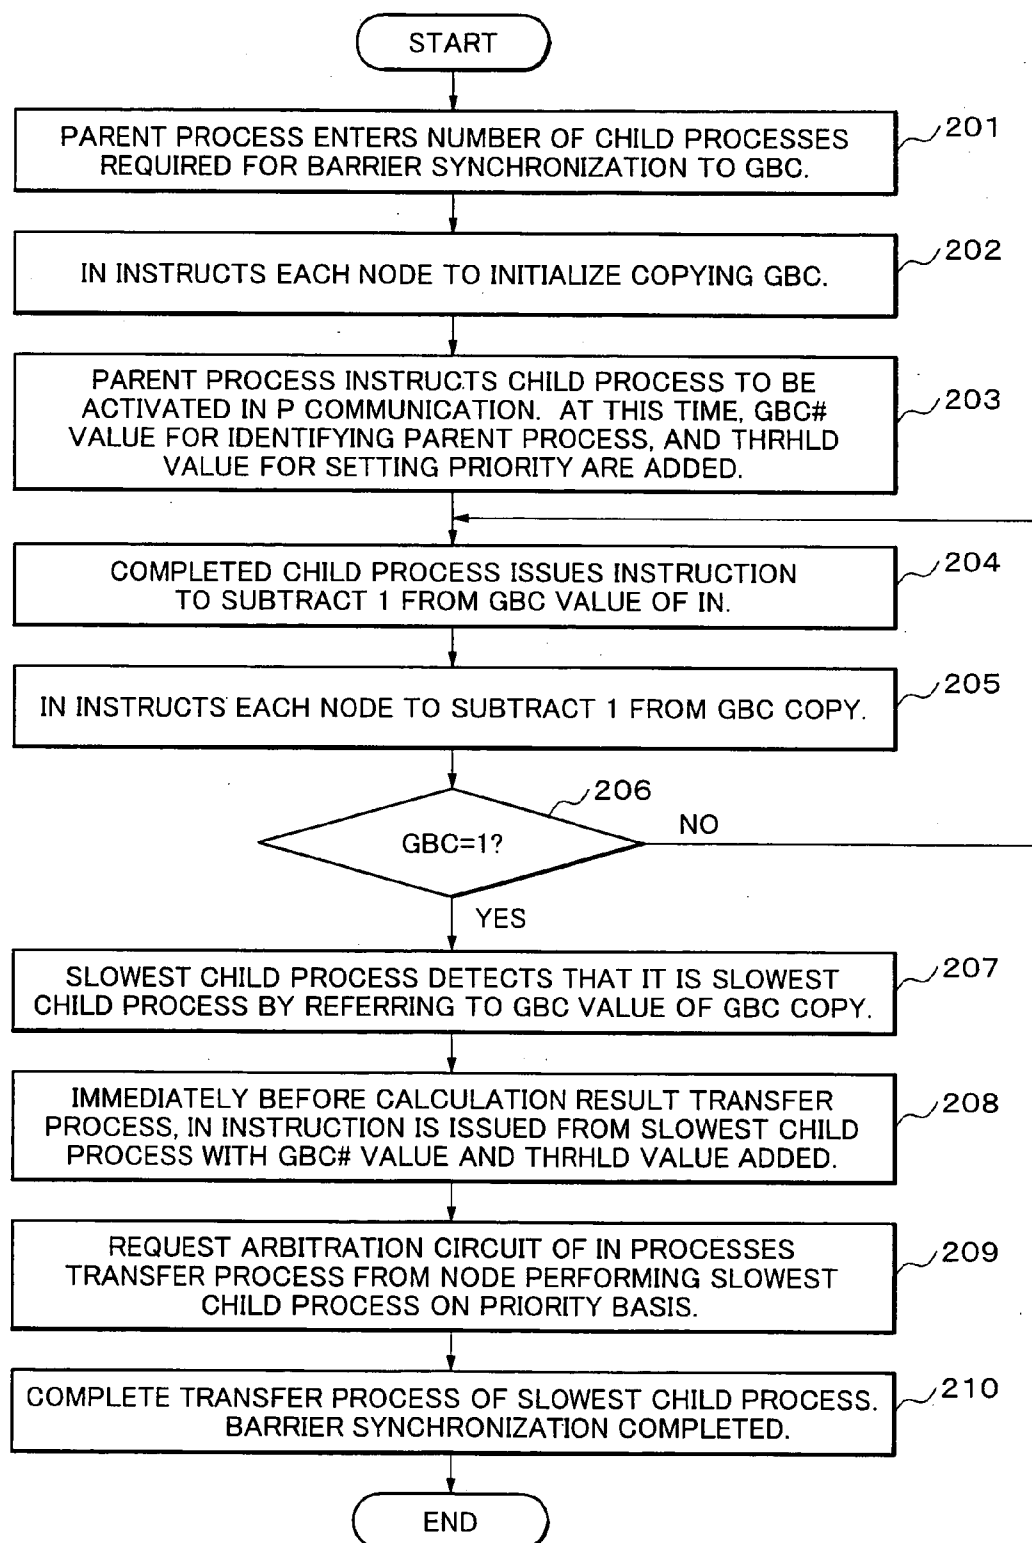 START
PARENT PROCESS ENTERS NUMBER OF CHILD PROCESSES
REQUIRED FOR BARRIER SYNCHRONIZATION TO GBC.
201
IN INSTRUCTS EACH NODE TO INITIALIZE COPYING GBC.
202
PARENT PROCESS INSTRUCTS CHILD PROCESS TO BE
ACTIVATED IN P COMMUNICATION. AT THIS TIME, GBC#
VALUE FOR IDENTIFYING PARENT PROCESS, AND THRHLD
VALUE FOR SETTING PRIORITY ARE ADDED.
203
COMPLETED CHILD PROCESS ISSUES INSTRUCTION
TO SUBTRACT 1 FROM GBC VALUE OF IN.
204
IN INSTRUCTS EACH NODE TO SUBTRACT 1 FROM GBC COPY.
205
GBC=1?
206
NO
YES
SLOWEST CHILD PROCESS DETECTS THAT IT IS SLOWEST
CHILD PROCESS BY REFERRING TO GBC VALUE OF GBC COPY.
207
IMMEDIATELY BEFORE CALCULATION RESULT TRANSFER
PROCESS, IN INSTRUCTION IS ISSUED FROM SLOWEST CHILD
PROCESS WITH GBC# VALUE AND THRHLD VALUE ADDED.
208
REQUEST ARBITRATION CIRCUIT OF IN PROCESSES
TRANSFER PROCESS FROM NODE PERFORMING SLOWEST
CHILD PROCESS ON PRIORITY BASIS.
209
COMPLETE TRANSFER PROCESS OF SLOWEST CHILD PROCESS.
BARRIER SYNCHRONIZATION COMPLETED.
210
END